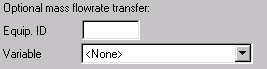 Optional mass flowrate transfer:
Equip. ID
Variable <None>